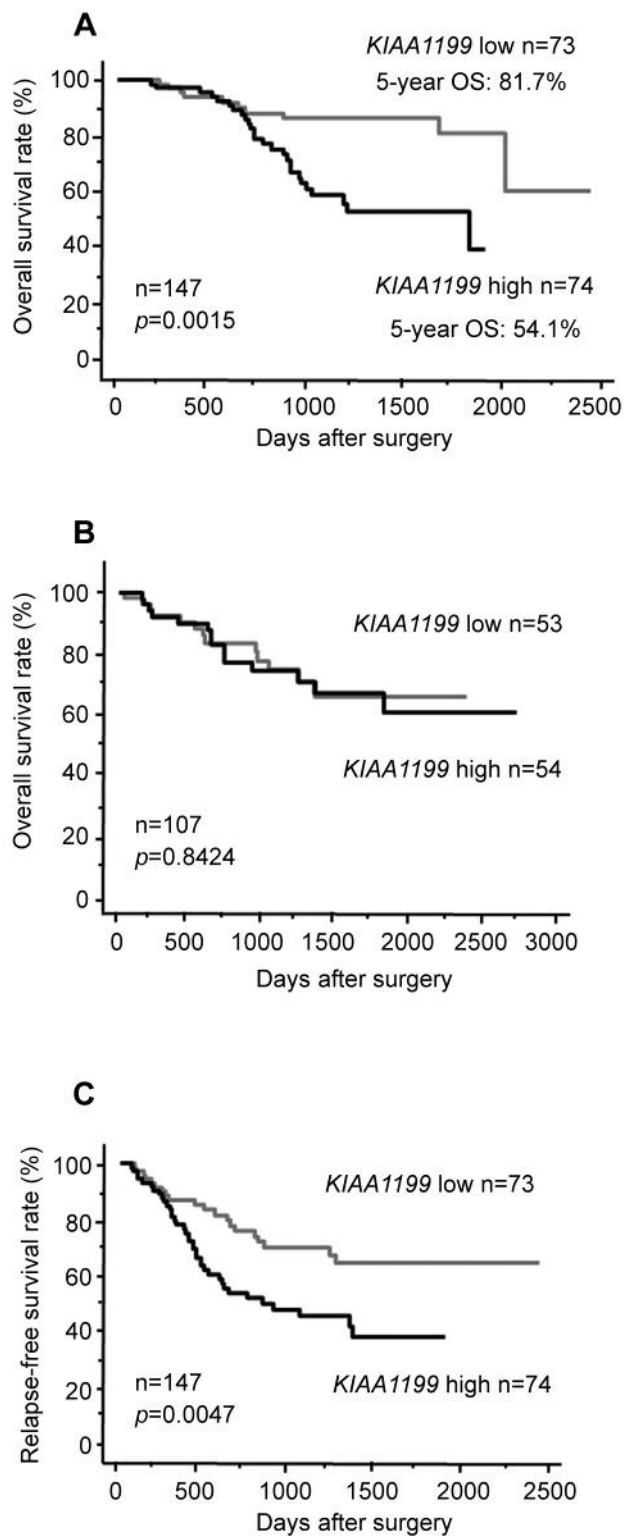 A
KIAA1199 low n=73
5-year OS: 81.7%
Overall survival rate (%)
100
80
60
40
20
0
n=147
p=0.0015
KIAA1199 high n=74
5-year OS: 54.1%
0 500 1000 1500 2000 2500
Days after surgery
B
Overall survival rate (%)
100
80
60
40
20
0
KIAA1199 low n=53
KIAA1199 high n=54
n=107
p=0.8424
0 500 1000 1500 2000 2500 3000
Days after surgery
C
Relapse-free survival rate (%)
100
80
60
40
20
0
KIAA1199 low n=73
n=147
p=0.0047
KIAA1199 high n=74
0 500 1000 1500 2000 2500
Days after surgery